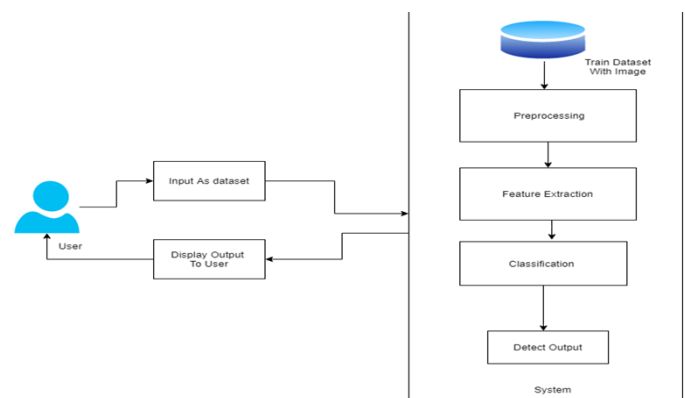 Train Dataset
With Image
Preprocessing
Input As dataset
Feature Extraction
User
Display Output
To User
Classification
Detect Output
System